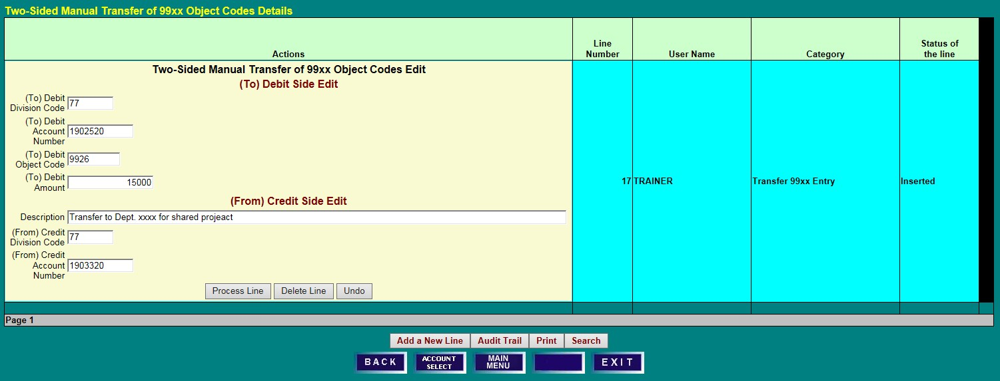 Two-Sided Manual Transfer of 99xx Object Codes Details
Actions
Line
Number
User Name
Category
Status of
the line
Two-Sided Manual Transfer of 99xx Object Codes Edit
(To) Debit Side Edit
(To) Debit
Division Code 77
(To) Debit
Account 1902520
Number
(To) Debit
Object Code 9926
(To) Debit
Amount 15000
(From) Credit Side Edit
Description Transfer to Dept. xxxx for shared projeact
(From) Credit
Division Code 77
(From) Credit
Account 1903320
Number
Process Line Delete Line Undo
17 TRAINER Transfer 99xx Entry Inserted
Page 1
Add a New Line Audit Trail Print Search
BACK
ACCOUNT
SELECT
MAIN
MENU
EXIT